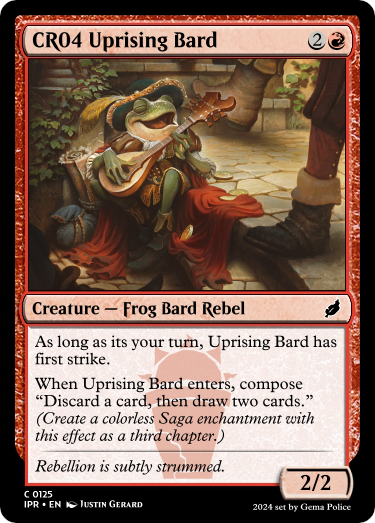 CR04 Uprising Bard 2
Creature — Frog Bard Rebel
As long as its your turn, Uprising Bard has
first strike.
When Uprising Bard enters, compose
“Discard a card, then draw two cards.”
(Create a colorless Saga enchantment with
this effect as a third chapter.)
Rebellion is subtly strummed.
2/2
C 0125
IPR • EN Justin Gerard
2024 set by Gema Police